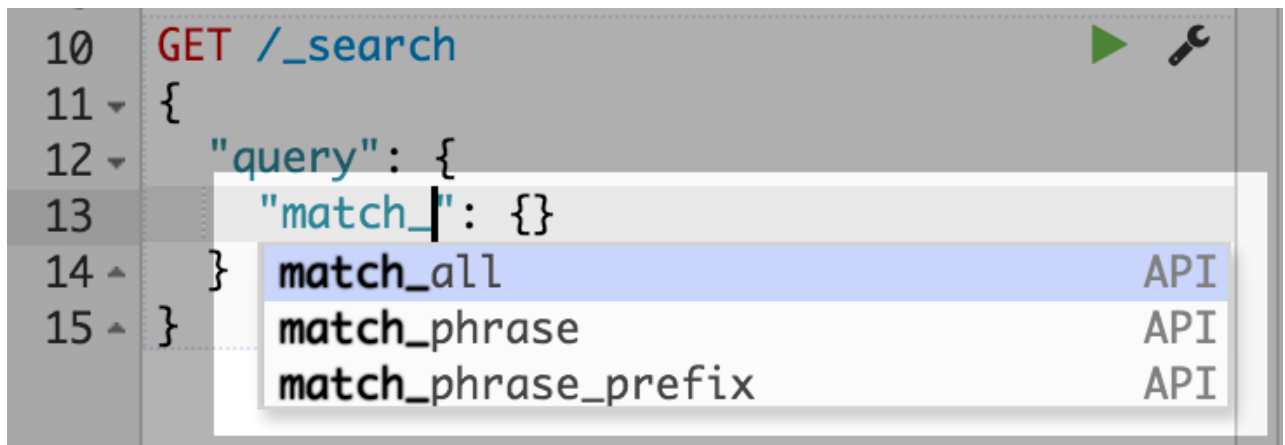 10 GET /_search
11 {
12 "query": {
13 "match_": {}
14 }
match_all API
15 }
match_phrase API
match_phrase_prefix API